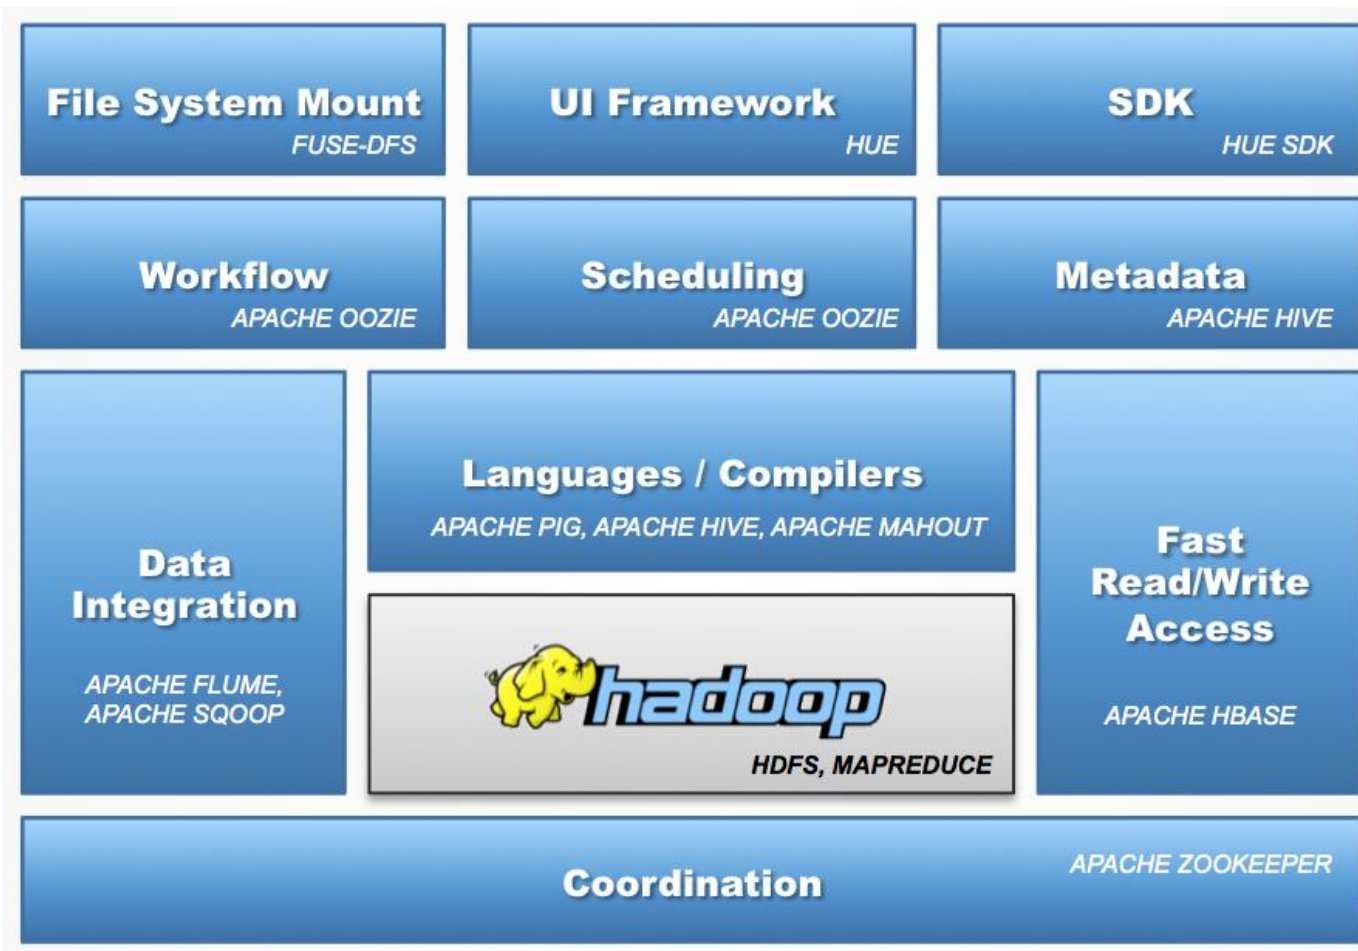 File System Mount
FUSE-DFS
UI Framework
HUE
SDK
HUE SDK
Workflow
APACHE OOZIE
Scheduling
APACHE OOZIE
Metadata
APACHE HIVE
Data
Integration
APACHE FLUME,
APACHE SQOOP
Languages / Compilers
APACHE PIG, APACHE HIVE, APACHE MAHOUT
hadoop
HDFS, MAPREDUCE
Fast
Read/Write
Access
APACHE HBASE
Coordination
APACHE ZOOKEEPER